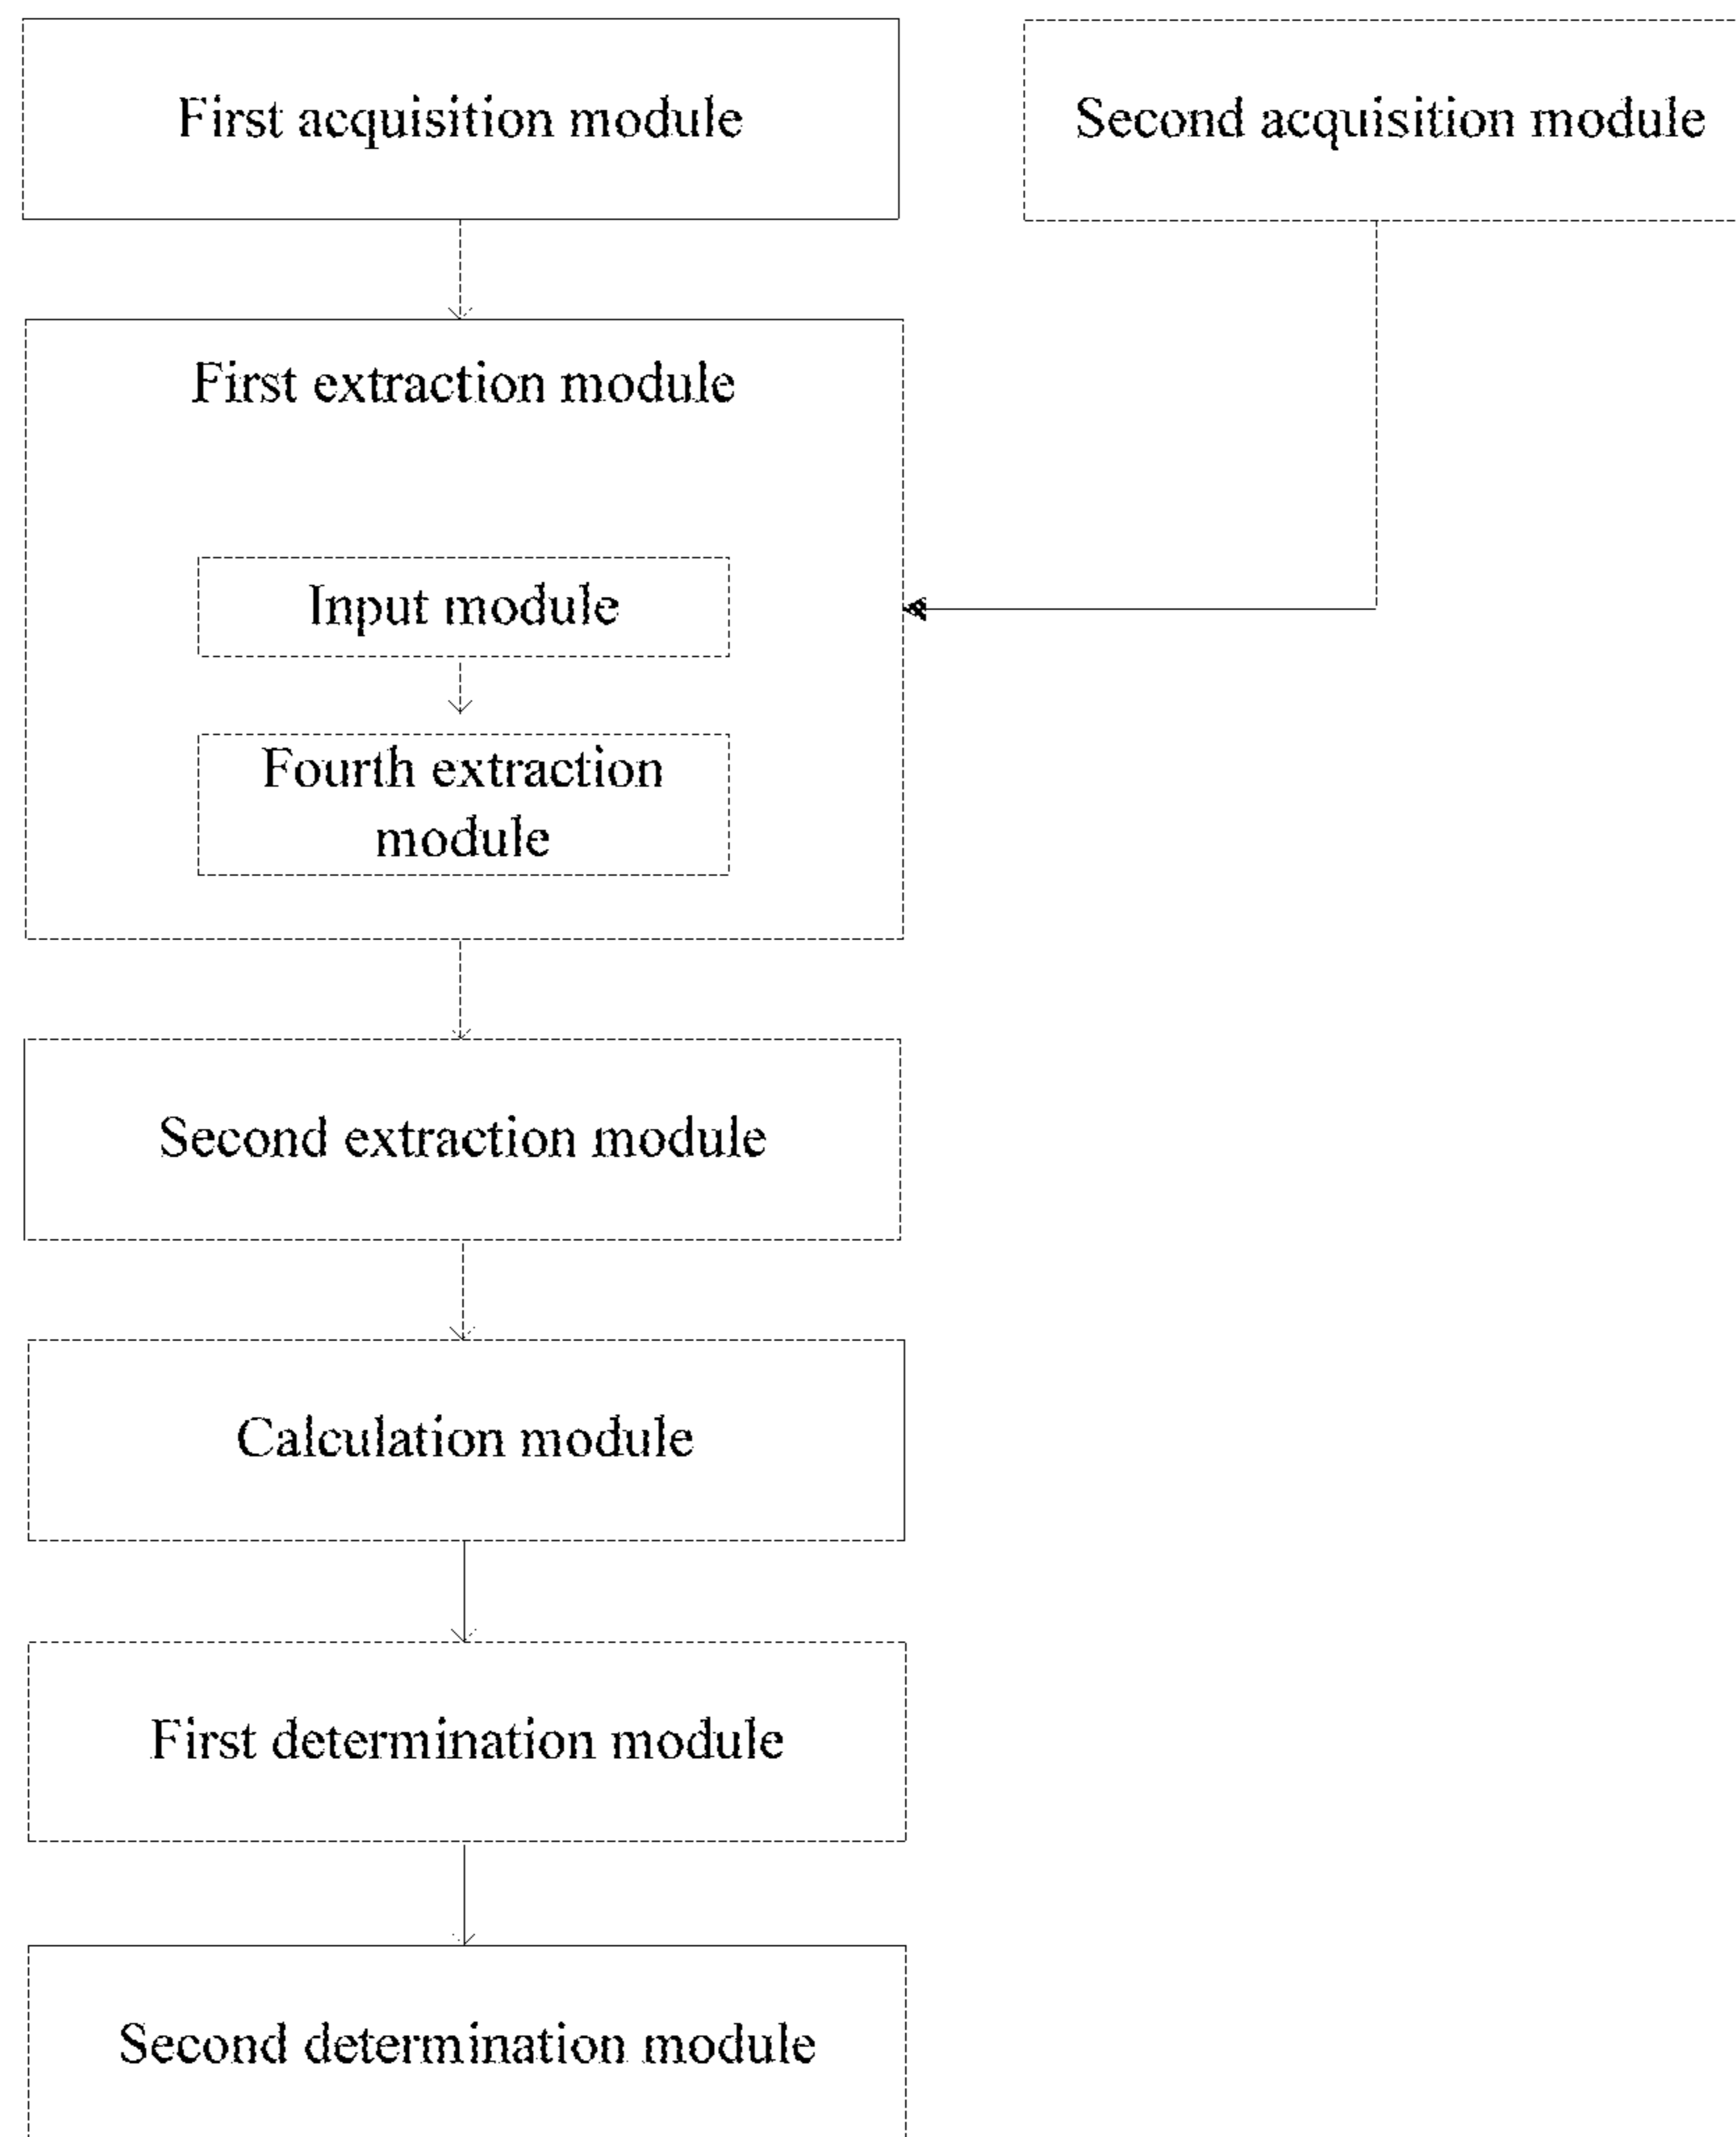 First acquisition module
Second acquisition module
First extraction module
Input module
Fourth extraction
module
Second extraction module
Calculation module
First determination module
Second determination module